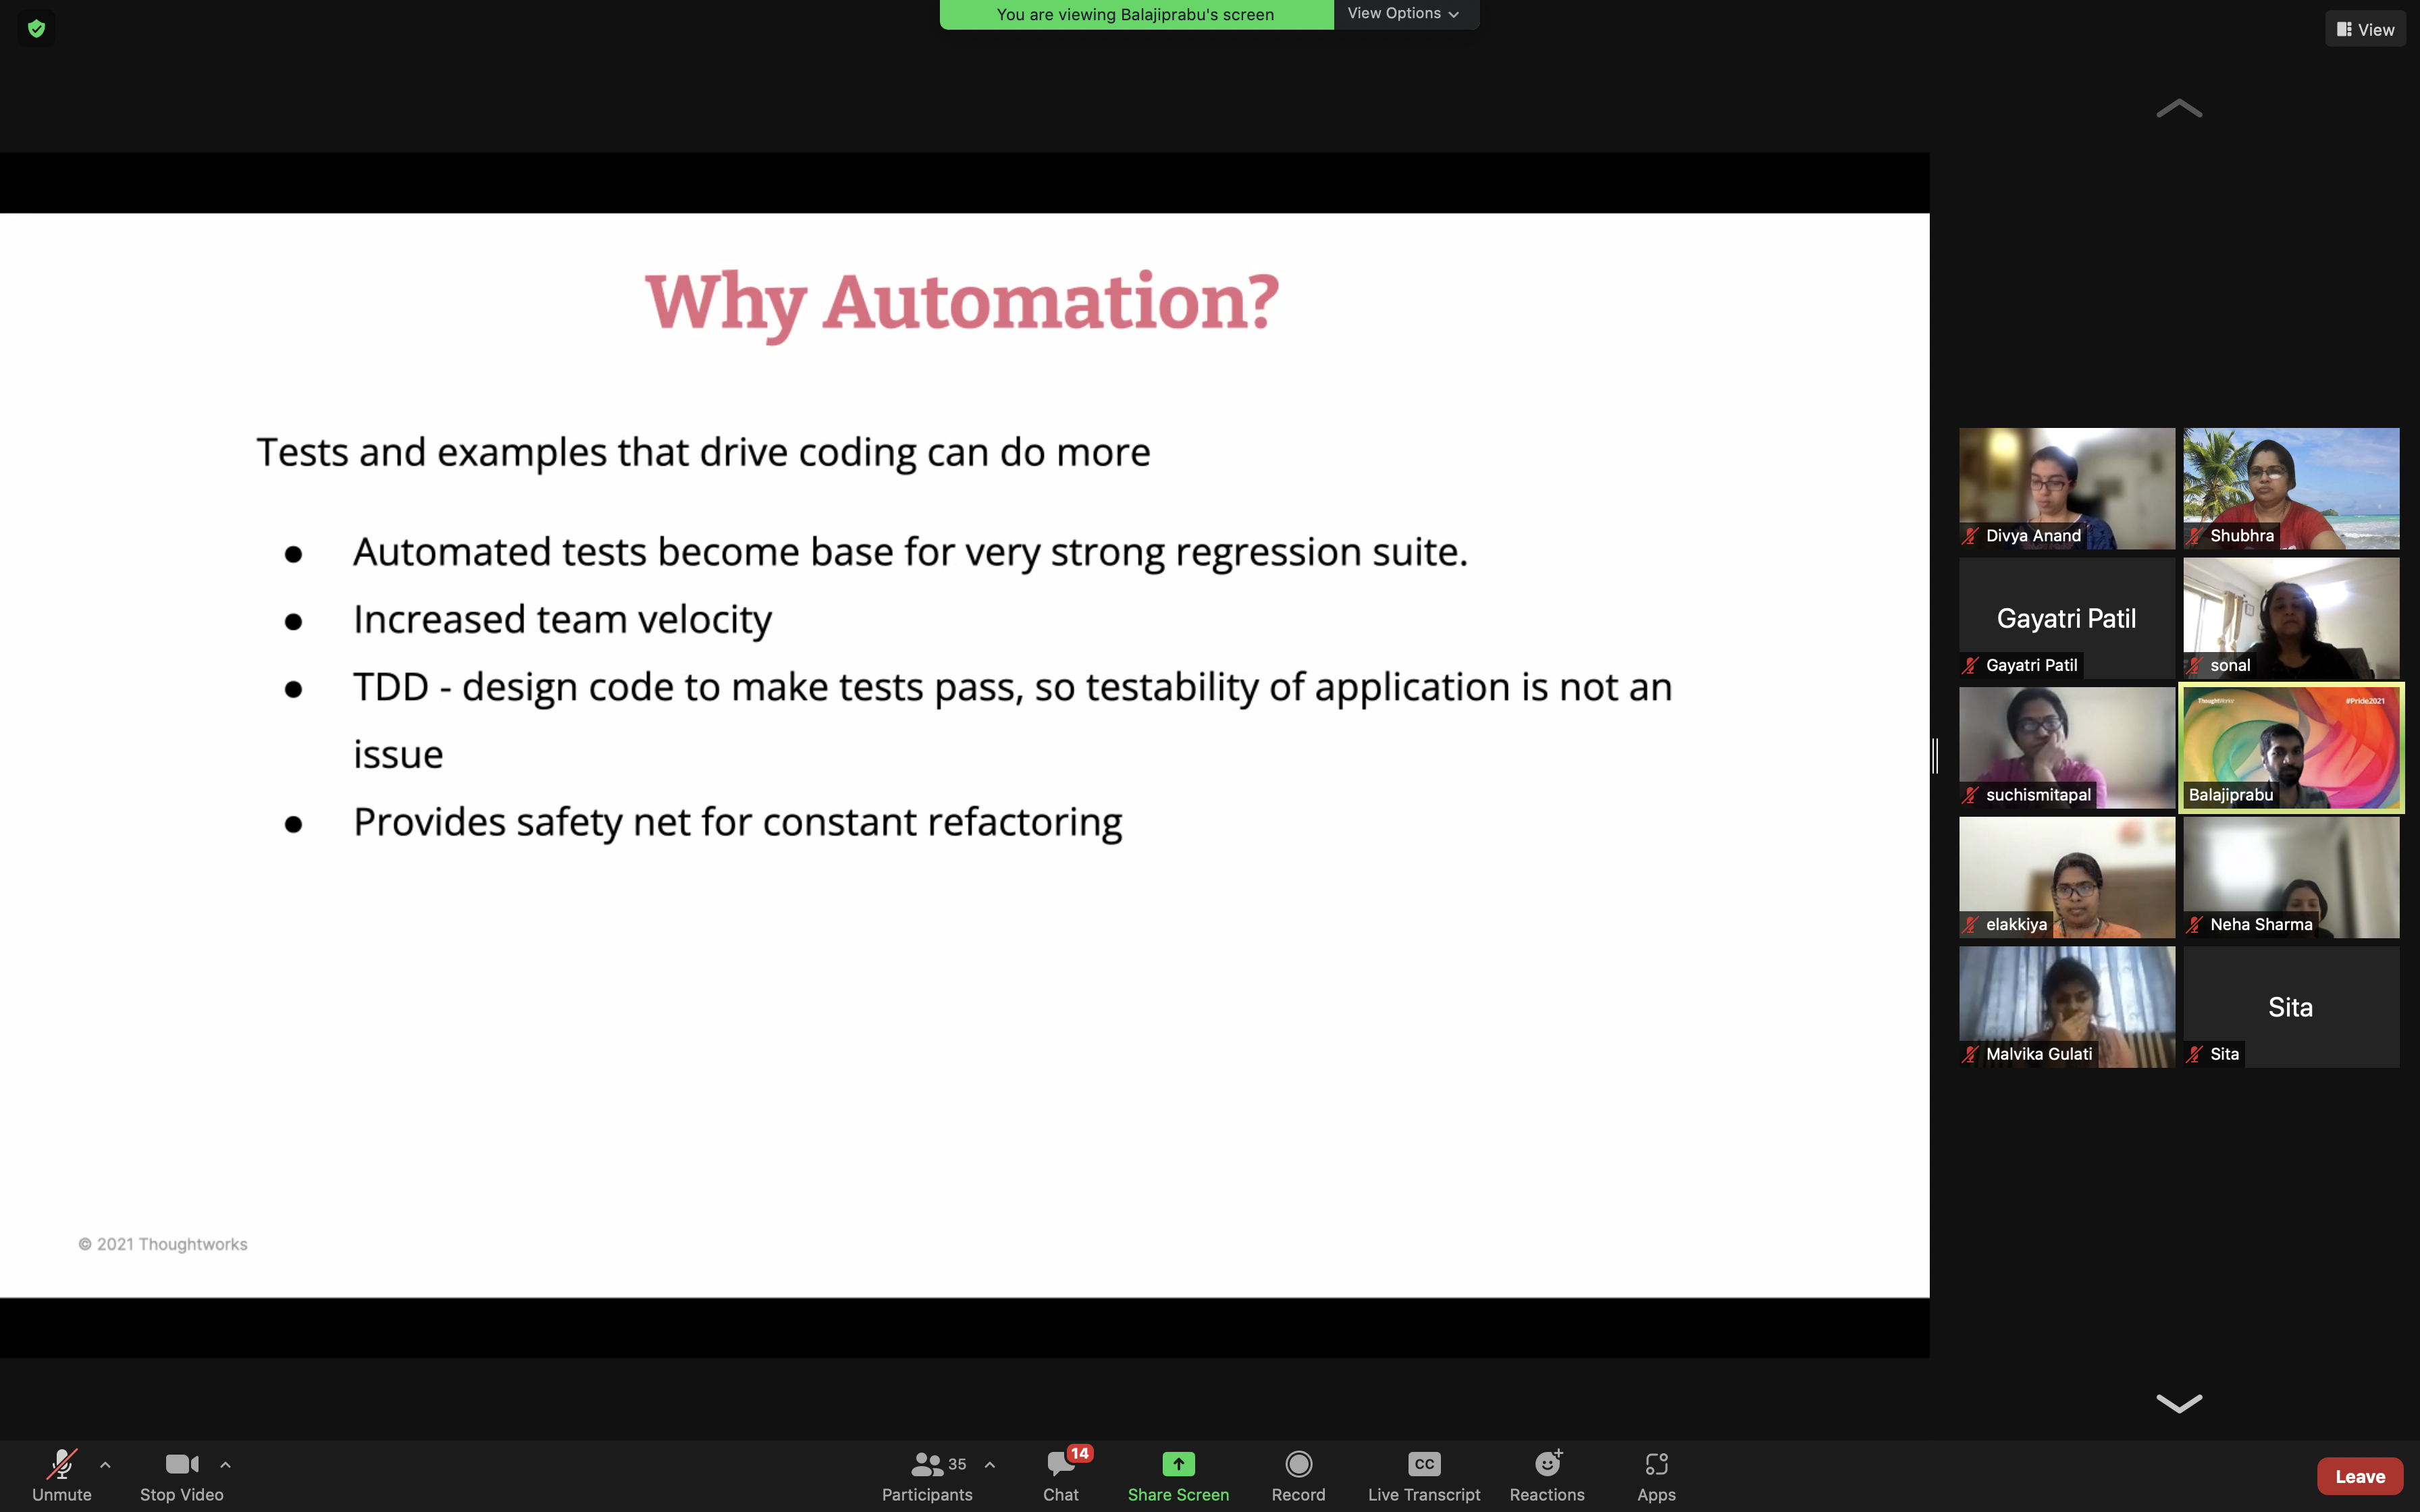 You are viewing Balajiprabu's screen
View Options
View
Why Automation?
Tests and examples that drive coding can do more
● Automated tests become base for very strong regression suite.
● Increased team velocity
● TDD - design code to make tests pass, so testability of application is not an
issue
● Provides safety net for constant refactoring
© 2021 Thoughtworks
Divya Anand
Shubhra
Gayatri Patil
Gayatri Patil
sonal
suchismitapal
ThoughtWorks
#Pride2021
Balajiprabu
elakkiya
Neha Sharma
Malvika Gulati
Sita
Sita
Unmute
Stop Video
35
Participants
14
Chat
Share Screen
Record
CC
Live Transcript
Reactions
Apps
Leave